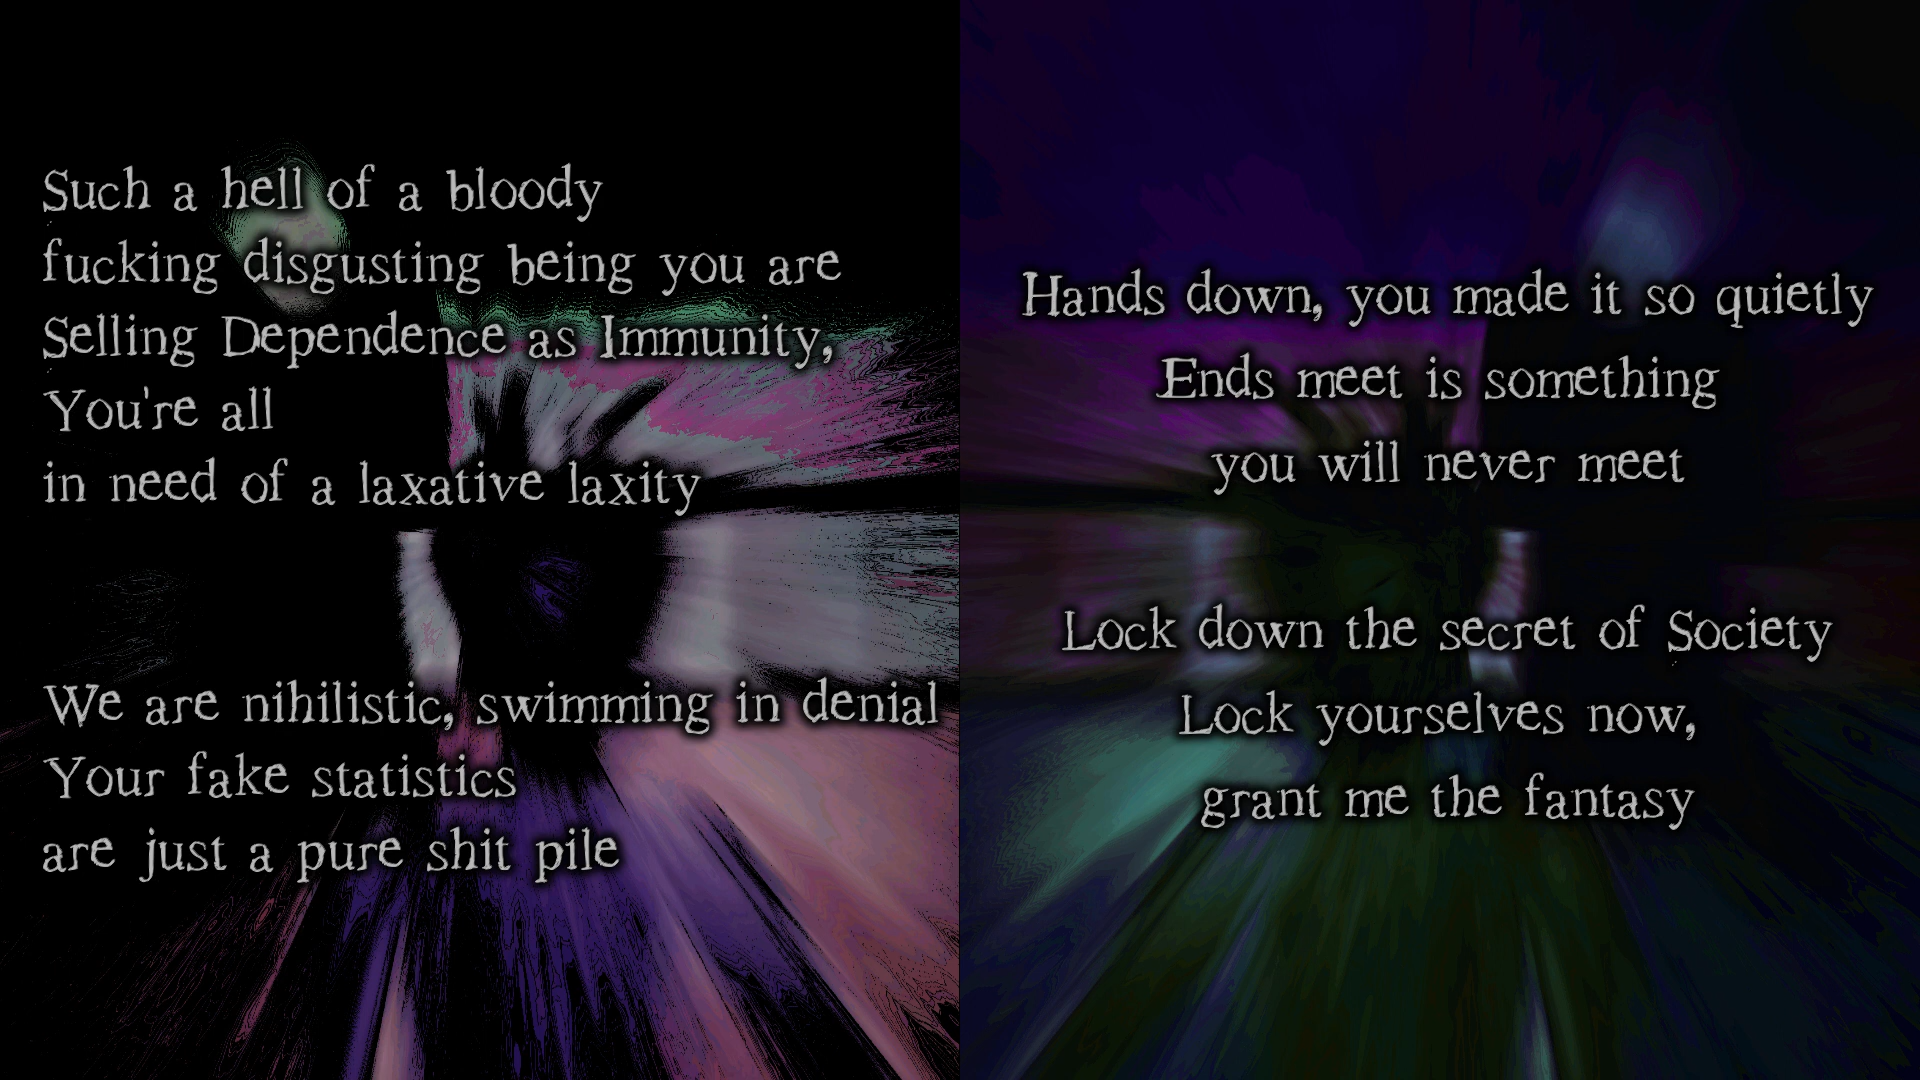 Such a hell of a bloody
fucking disgusting being you are
Selling Dependence as Immunity,
You're all
in need of a laxative laxity
We are nihilistic, swimming in denial
Your fake statistics
are just a pure shit pile
Hands down, you made it so quietly
Ends meet is something
you will never meet
Lock down the secret of Society
Lock yourselves now,
grant me the fantasy